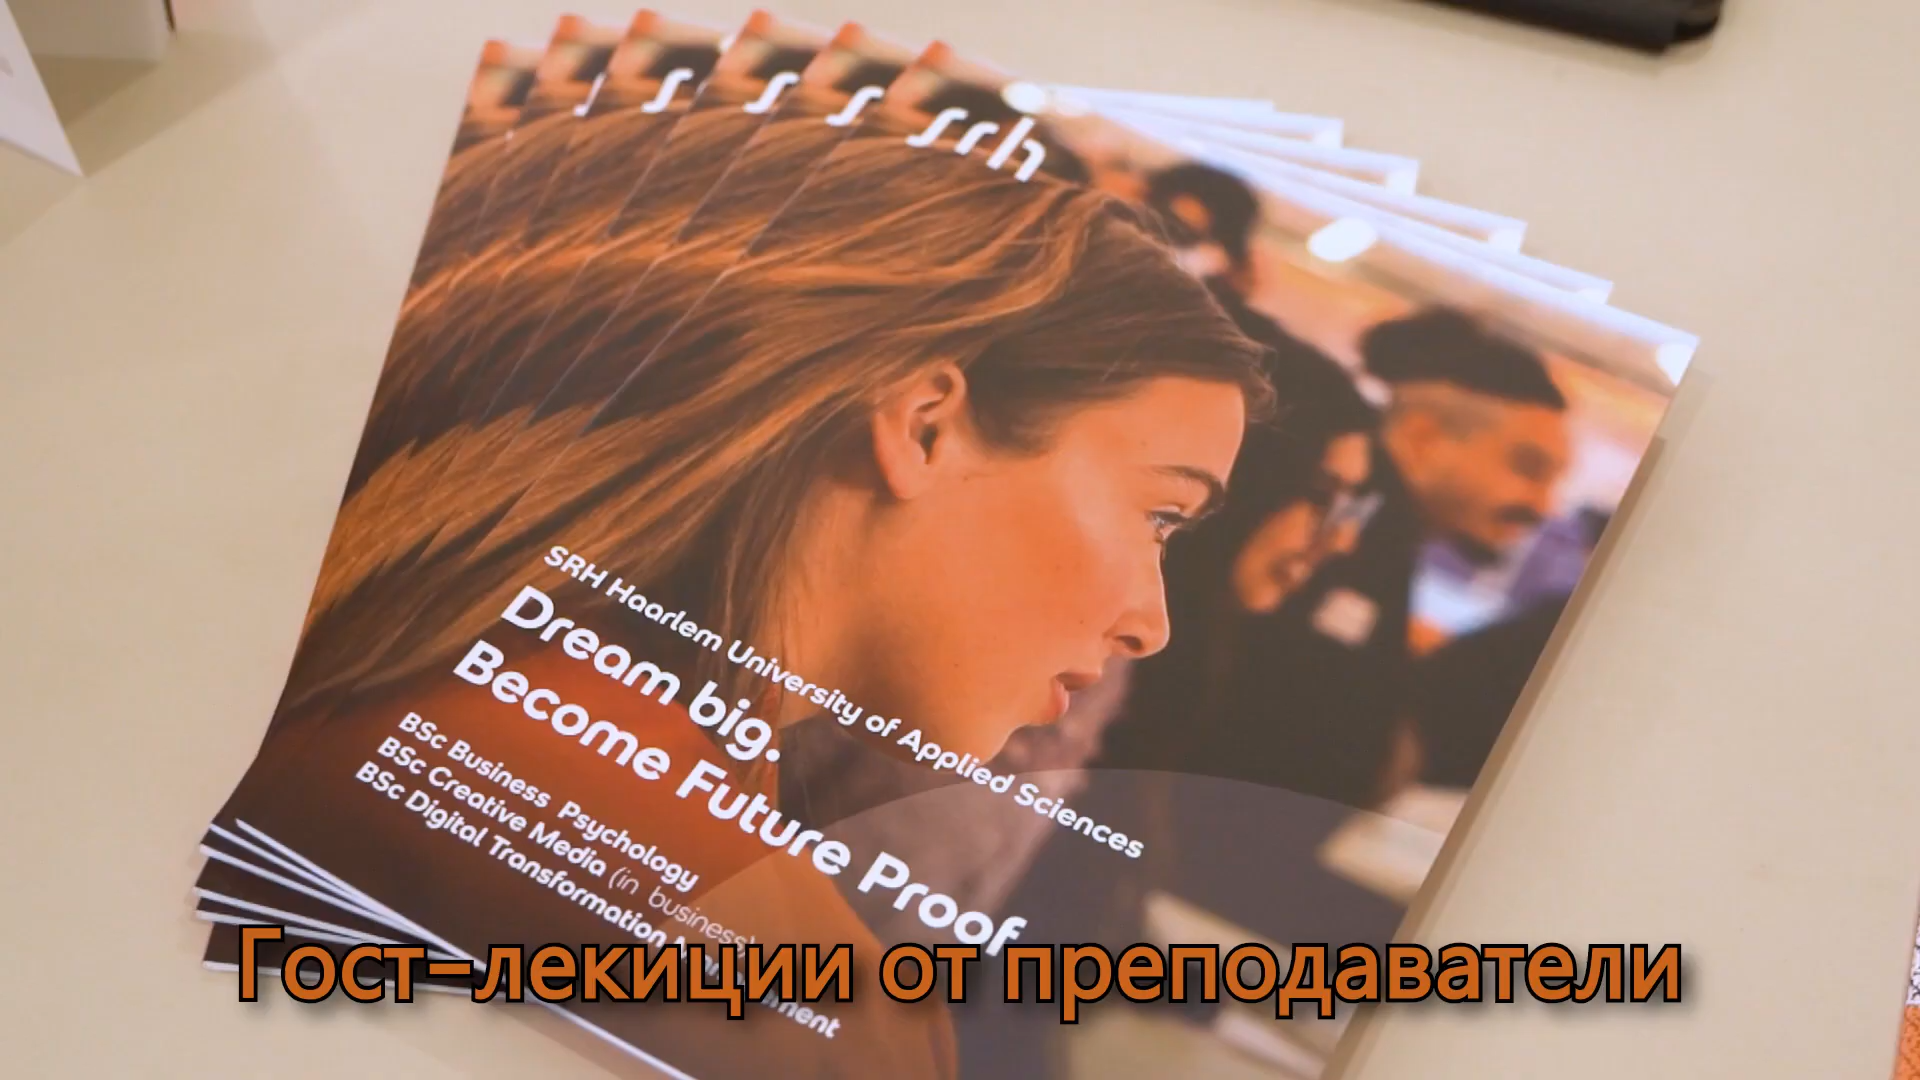 srh
SRH Haarlem University of Applied Sciences
Dream big.
Become Future Proof
BSc Business Psychology
BSc Creative Media (in business)
BSc Digital Transformation
Гост-лекиции от преподаватели